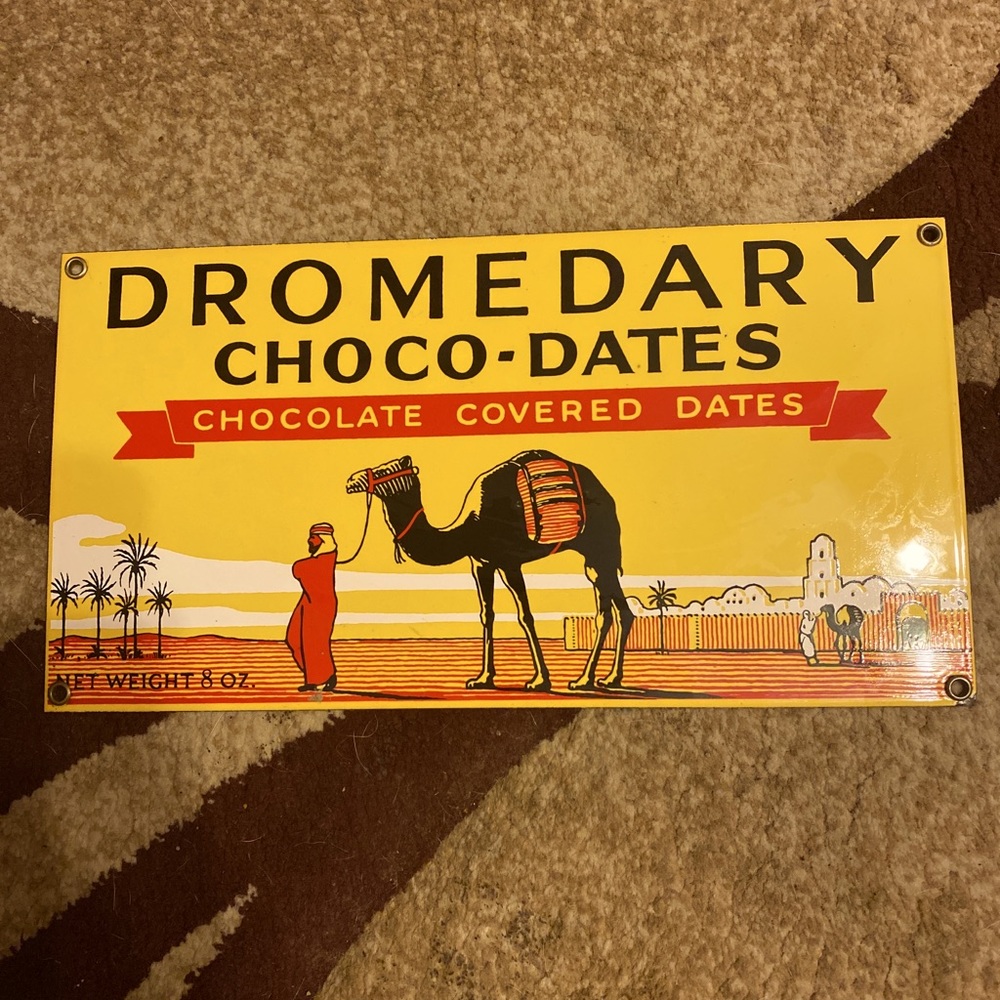 DROMEDARY
CHOCO-DATES
CHOCOLATE COVERED DATES
NET WEIGHT 8 OZ.